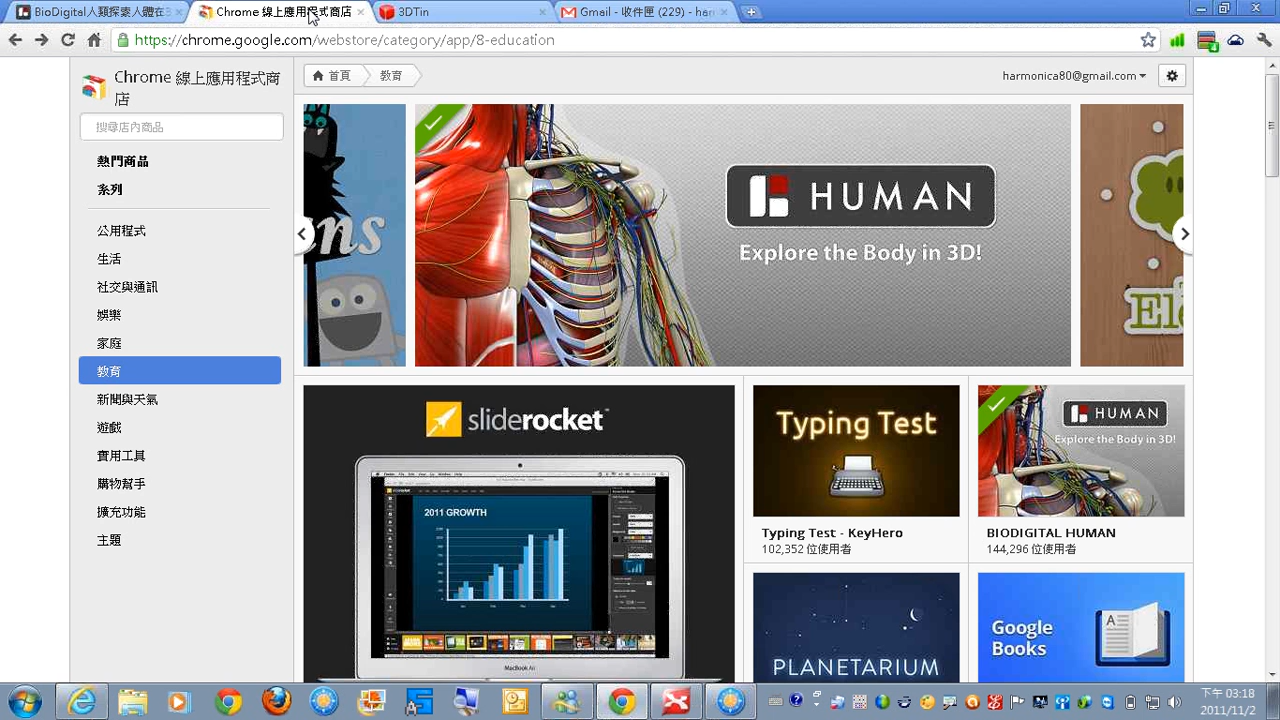 BioDigital人類探索人體在3
Chrome 線上應用程式商店
3DTin
Gmail - 收件匣 (229) - harm
https://chrome.google.com/webstore/category/app/8-education
Chrome 線上應用程式商
店
首頁
教育
harmonica80@gmail.com
搜尋店內商品
熱門商品
系列
公用程式
生活
社交與通訊
娛樂
家庭
教育
新聞與天氣
遊戲
實用工具
購物幫手
擴充功能
主題
ns
HUMAN
Explore the Body in 3D!
sliderocket
2011 GROWTH
MacBook Air
Typing Test
Typing Test - KeyHero
102,352 位使用者
HUMAN
Explore the Body in 3D!
BIODIGITAL HUMAN
144,296 位使用者
PLANETARIUM
Google
Books
A
下午 03:18
2011/11/2